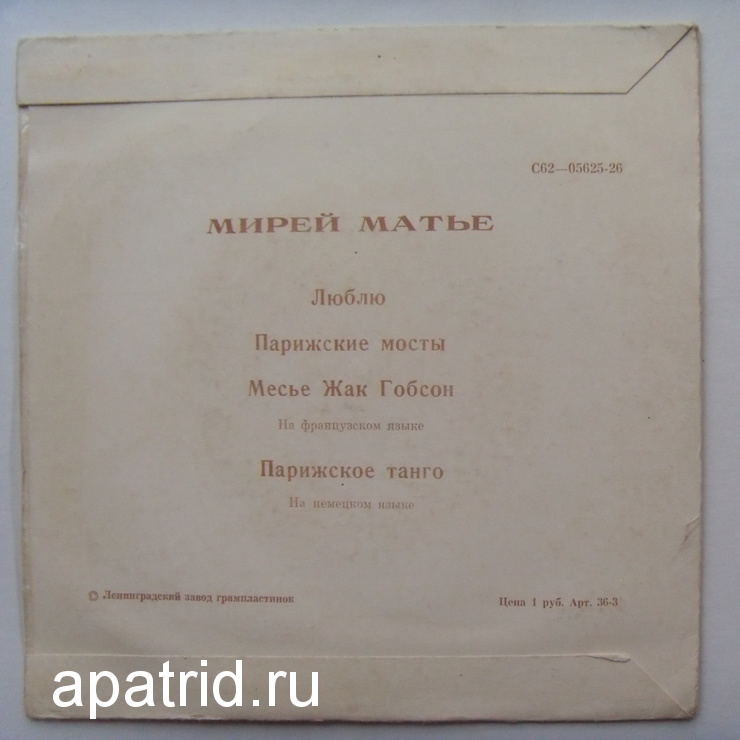 С62—05625-26
МИРЕЙ МАТЬЕ
Люблю
Парижские мосты
Месье Жак Гобсон
На французском языке
Парижское танго
На немецком языке
© Ленинградский завод грампластинок
Цена 1 руб. Арт. 36-3
apatrid.ru